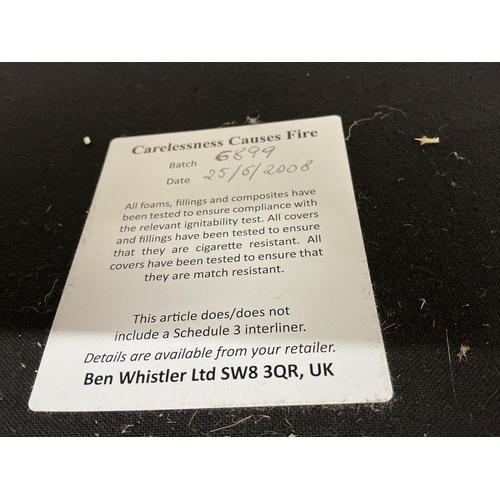 Carelessness Causes Fire
Batch 6899
Date 25/6/2008
All foams, fillings and composites have
been tested to ensure compliance with
the relevant ignitability test. All covers
and fillings have been tested to ensure
that they are cigarette resistant. All
covers have been tested to ensure that
they are match resistant.
This article does/does not
include a Schedule 3 interliner.
Details are available from your retailer.
Ben Whistler Ltd SW8 3QR, UK